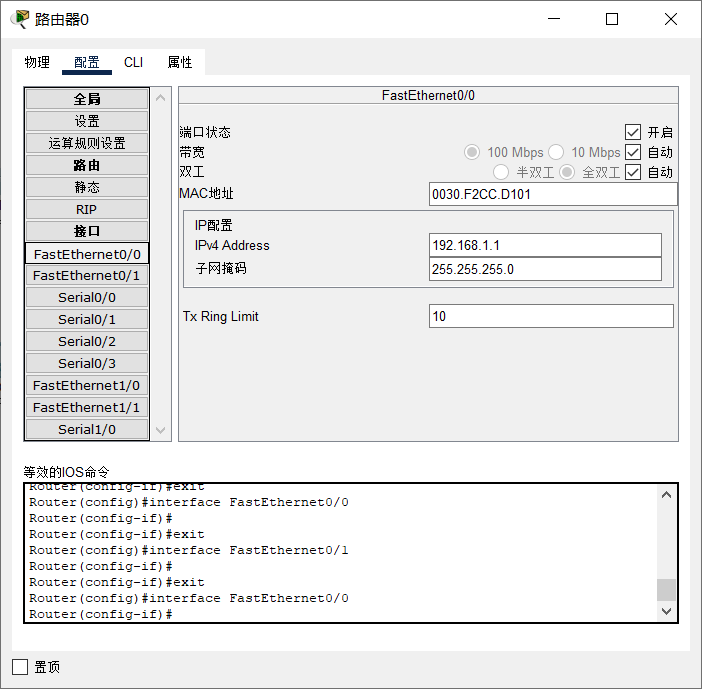 路由器0
物理 配置 CLI 属性
全局
设置
运算规则设置
路由
静态
RIP
接口
FastEthernet0/0
FastEthernet0/1
Serial0/0
Serial0/1
Serial0/2
Serial0/3
FastEthernet1/0
FastEthernet1/1
Serial1/0
FastEthernet0/0
端口状态 开启
带宽 100 Mbps 10 Mbps 自动
双工 半双工 全双工 自动
MAC地址 0030.F2CC.D101
IP配置
IPv4 Address 192.168.1.1
子网掩码 255.255.255.0
Tx Ring Limit 10
等效的IOS命令
Router(config-if)#exit
Router(config)#interface FastEthernet0/0
Router(config-if)#
Router(config-if)#exit
Router(config)#interface FastEthernet0/1
Router(config-if)#
Router(config-if)#exit
Router(config)#interface FastEthernet0/0
Router(config-if)#
置顶